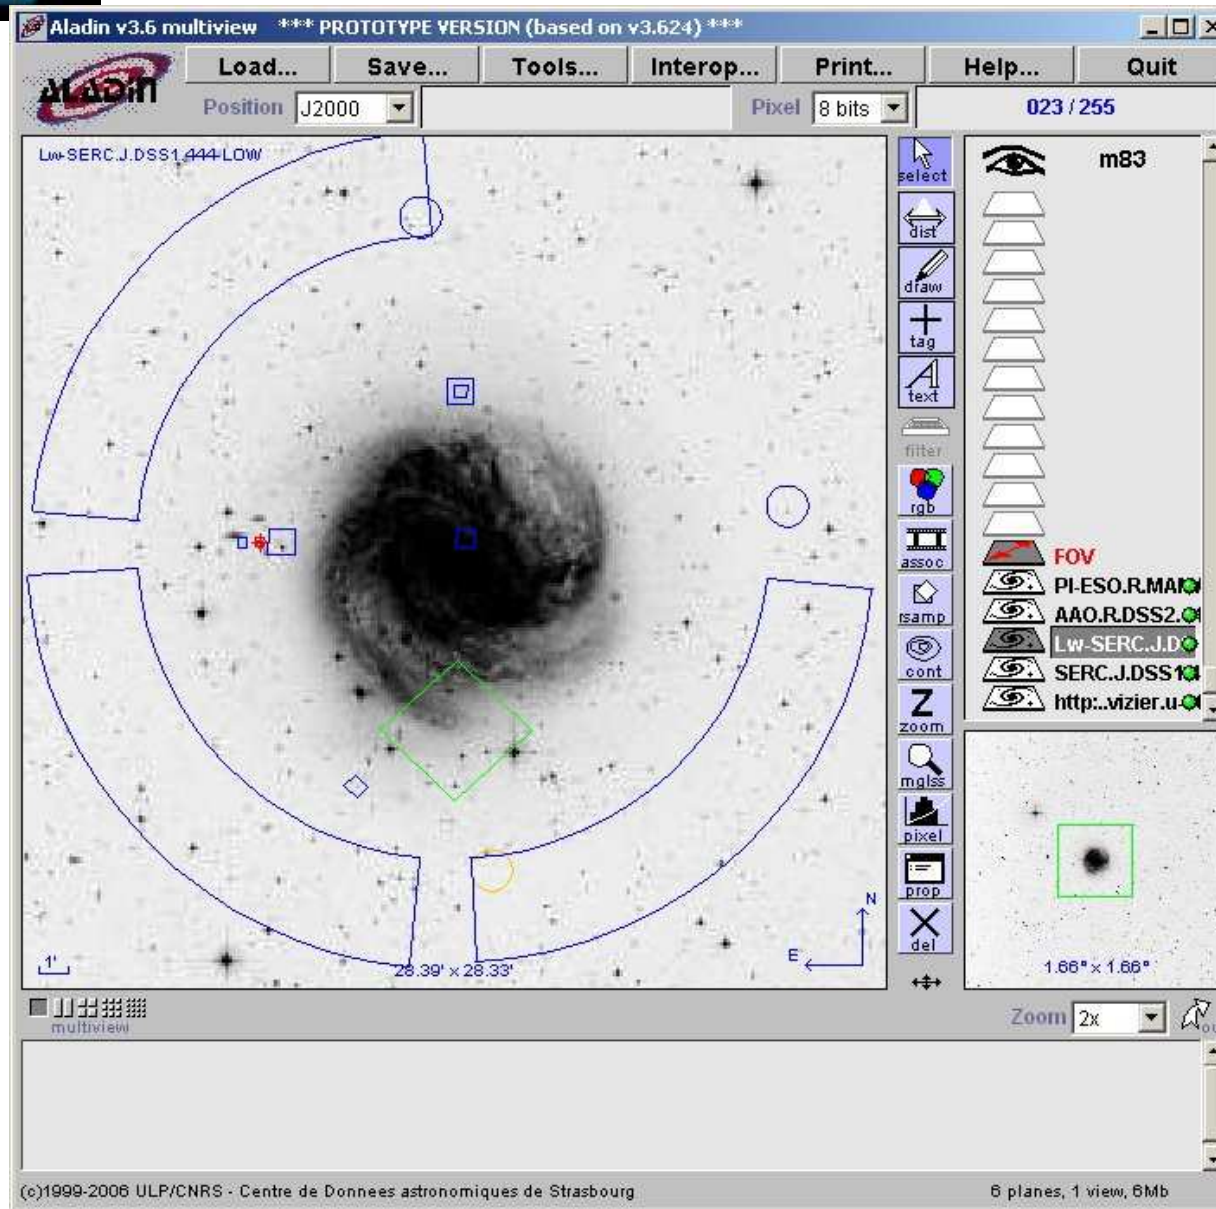 Aladin v3.6 multiview *** PROTOTYPE VERSION (based on v3.624) ***
ALADIN
Load... Save... Tools... Interop... Print... Help... Quit
Position J2000 Pixel 8 bits 023 / 255
Lw-SERC.J.DSS1.444-LOW
1'
28.39' x 28.33'
N
E
select
dist
draw
tag
text
filter
rgb
assoc
rsamp
cont
Z
zoom
mglss
pixel
prop
del
m83
FOV
PI-ESO.R.MA
AAO.R.DSS2.
Lw-SERC.J.D
SERC.J.DSS1
http:..vizier.u-
1.66° x 1.66°
multiview
Zoom 2x
(c)1999-2006 ULP/CNRS - Centre de Donnees astronomiques de Strasbourg 6 planes, 1 view, 6Mb